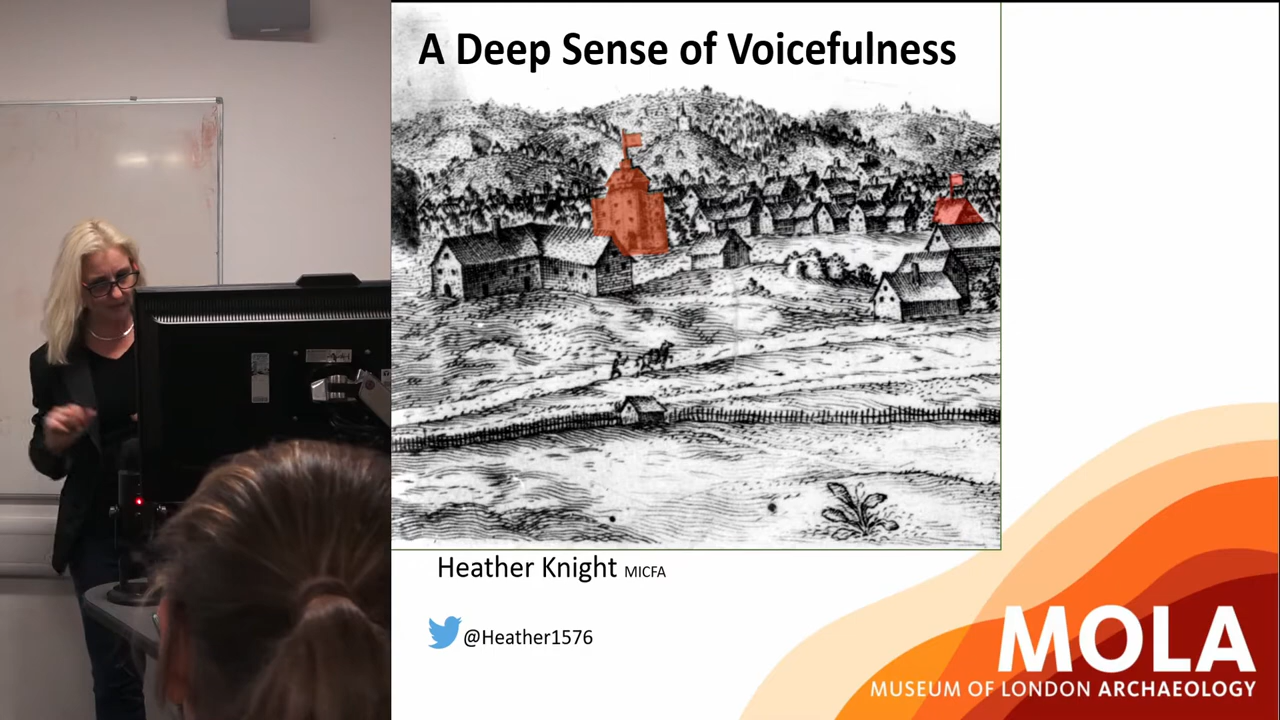 A Deep Sense of Voicefulness
Heather Knight MICFA
@Heather1576
MOLA
MUSEUM OF LONDON ARCHAEOLOGY